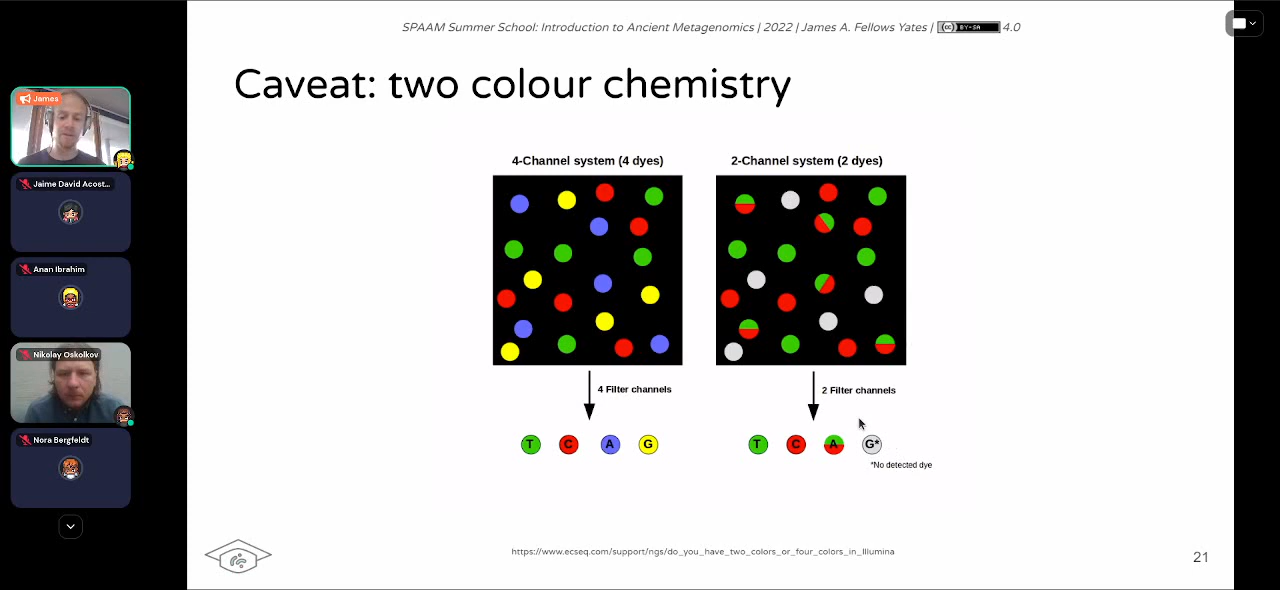 SPAAM Summer School: Introduction to Ancient Metagenomics | 2022 | James A. Fellows Yates | (cc) BY-SA 4.0
Caveat: two colour chemistry
James
Jaime David Acost...
Anan Ibrahim
Nikolay Oskolkov
Nora Bergfeldt
4-Channel system (4 dyes)
2-Channel system (2 dyes)
4 Filter channels
2 Filter channels
T C A G
T C A G*
*No detected dye
https://www.ecseq.com/support/ngs/do_you_have_two_colors_or_four_colors_in_Illumina
21